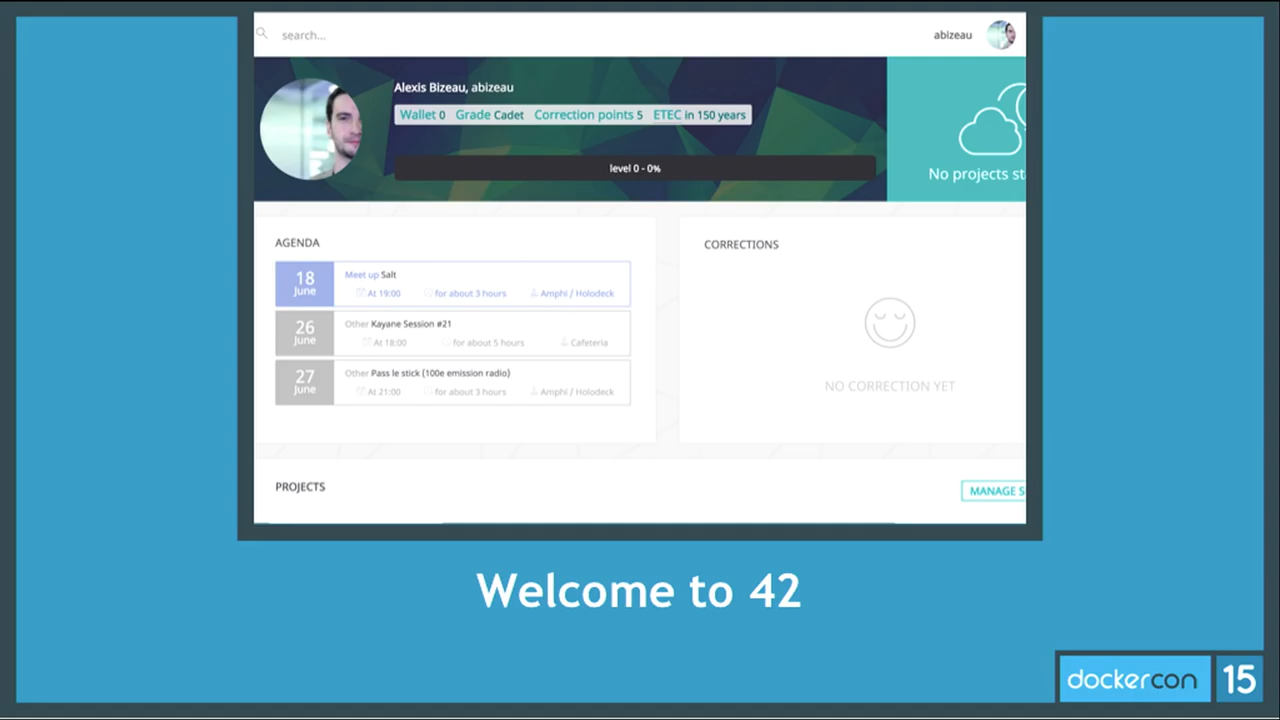 search...
abizeau
Alexis Bizeau, abizeau
Wallet 0 Grade Cadet Correction points 5 ETEC in 150 years
level 0 - 0%
No projects st
AGENDA
18 June
Meet up Salt
At 19:00 for about 3 hours Amphi / Holodeck
26 June
Other Kayane Session #21
At 18:00 for about 5 hours Cafeteria
27 June
Other Pass le stick (100e emission radio)
At 21:00 for about 3 hours Amphi / Holodeck
CORRECTIONS
NO CORRECTION YET
PROJECTS
MANAGE S
Welcome to 42
dockercon 15